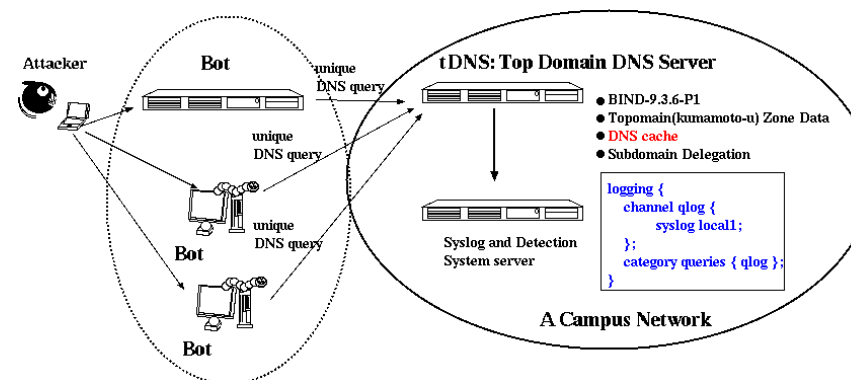 Attacker
Bot
unique
DNS query
tDNS: Top Domain DNS Server
● BIND-9.3.6-P1
● Topomain(kumamoto-u) Zone Data
● DNS cache
● Subdomain Delegation
unique
DNS query
unique
DNS query
Bot
Bot
Syslog and Detection
System server
logging {
channel qlog {
syslog local1;
};
category queries { qlog };
}
A Campus Network